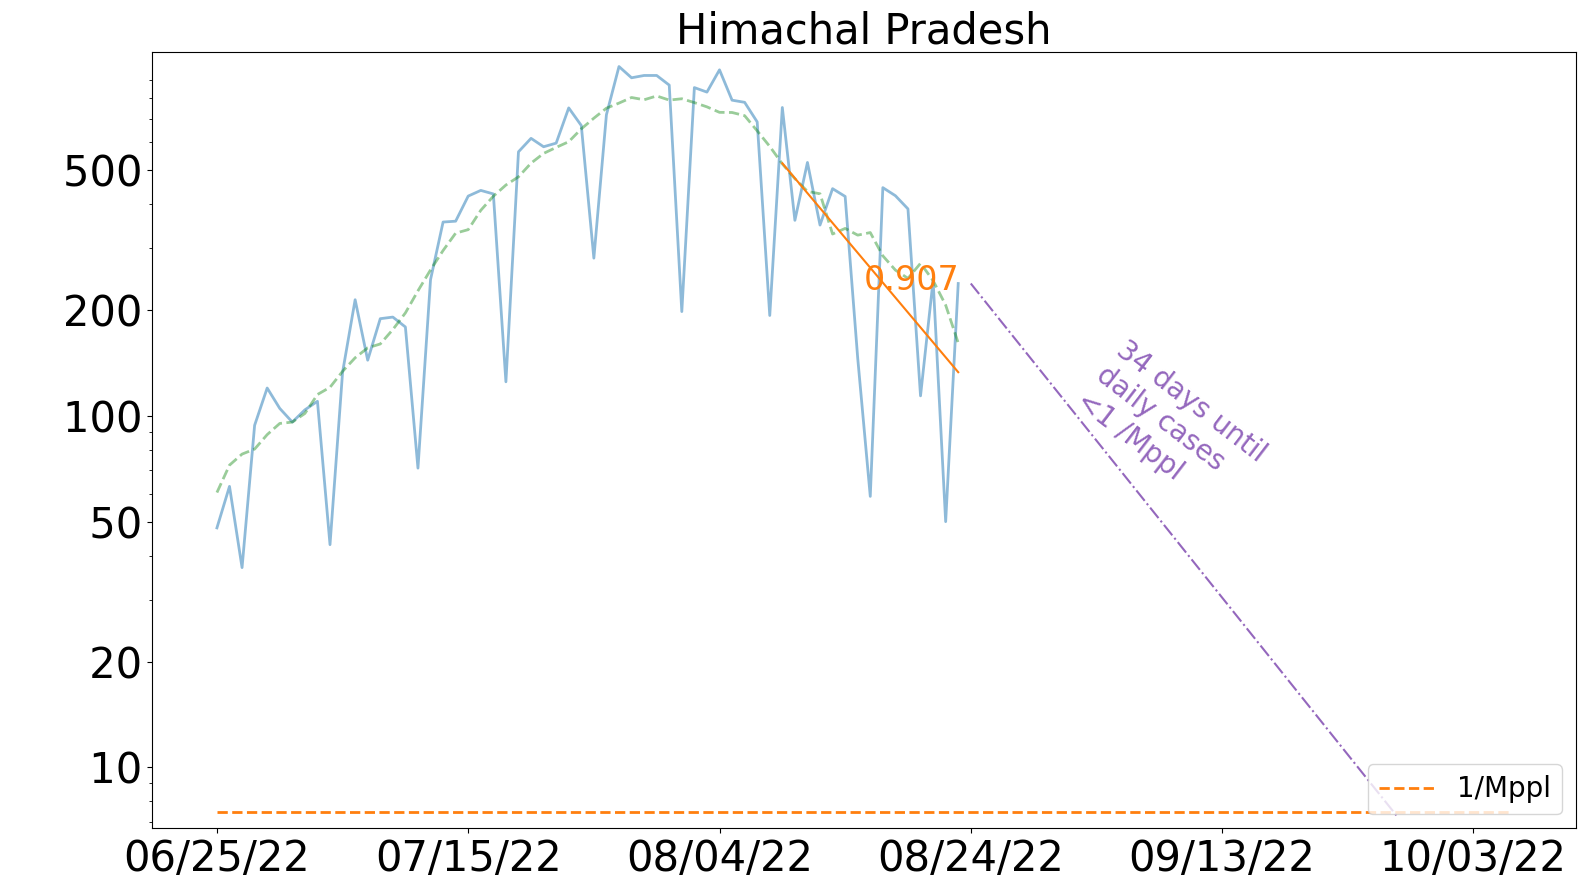 Himachal Pradesh
500
200
100
50
20
10
0.907
34 days until
daily cases
<1 /Mppl
1/Mppl
06/25/22
07/15/22
08/04/22
08/24/22
09/13/22
10/03/22